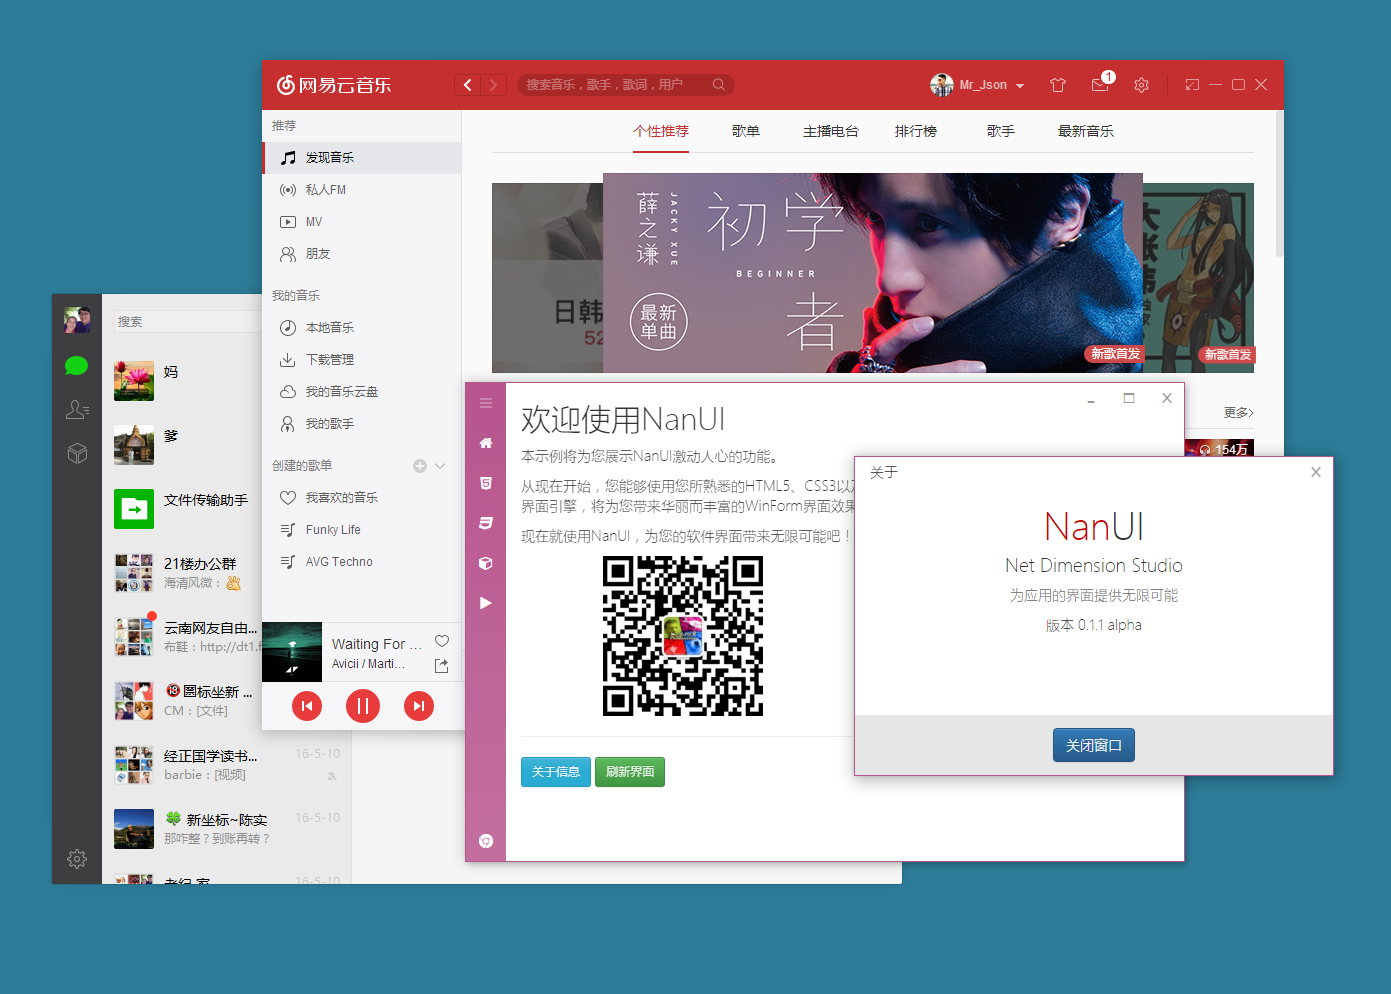 网易云音乐
搜索音乐，歌手，歌词，用户
Mr_Json
1
推荐
发现音乐
私人FM
MV
朋友
我的音乐
本地音乐
下载管理
我的音乐云盘
我的歌手
创建的歌单
我喜欢的音乐
Funky Life
AVG Techno
Waiting For ...
Avicii / Marti...
个性推荐
歌单
主播电台
排行榜
歌手
最新音乐
日韩
52
薛之谦
JACKY XUE
初学者
BEGINNER
最新单曲
新歌首发
大张伟
新歌首发
更多
154万
搜索
妈
爹
文件传输助手
21楼办公群
海清风微：
云南网友自由...
布鞋：http://dt1.f
圈标坐新 ...
CM：[文件]
经正国学读书...
16-5-10
barbie：[视频]
新坐标~陈实
16-5-10
那咋整？到账再转？
16-5-10
欢迎使用NanUI
本示例将为您展示NanUI激动人心的功能。
从现在开始，您能够使用您所熟悉的HTML5、CSS3以及
界面引擎，将为您带来华丽而丰富的WinForm界面效果
现在就使用NanUI，为您的软件界面带来无限可能吧！
关于信息
刷新界面
关于
NanUI
Net Dimension Studio
为应用的界面提供无限可能
版本 0.1.1 alpha
关闭窗口